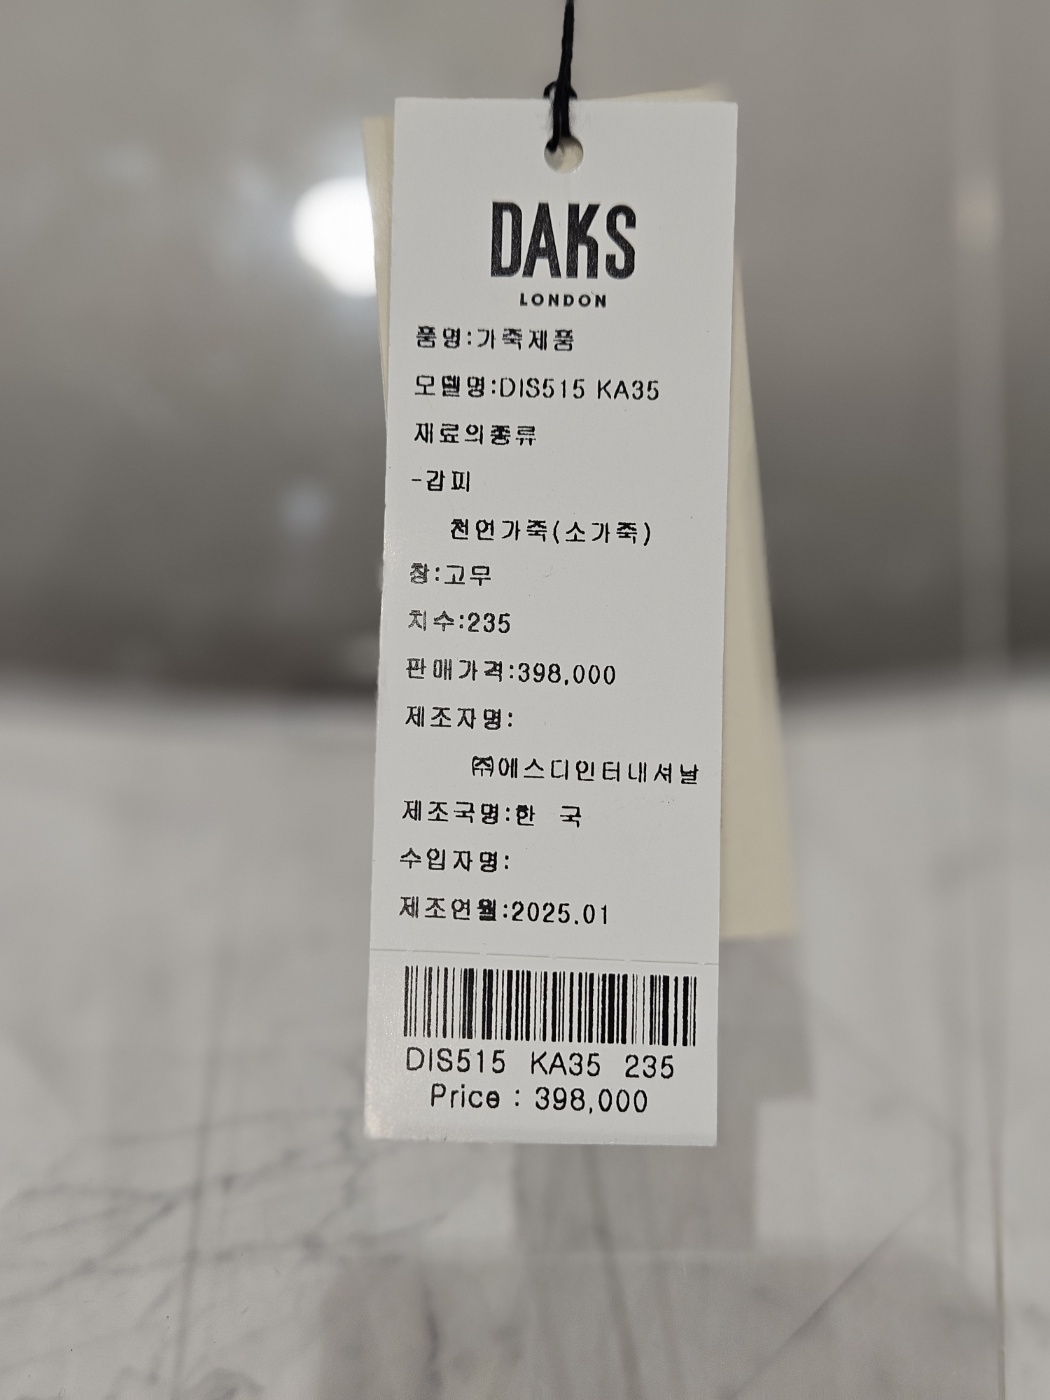 DAKS
LONDON
품명:가죽제품
모델명:DIS515 KA35
재료의종류
-갑피
천연가죽(소가죽)
창:고무
치수:235
판매가격:398,000
제조자명:
㈜에스디인터내셔날
제조국명:한 국
수입자명:
제조연월:2025.01
DIS515 KA35 235
Price : 398,000